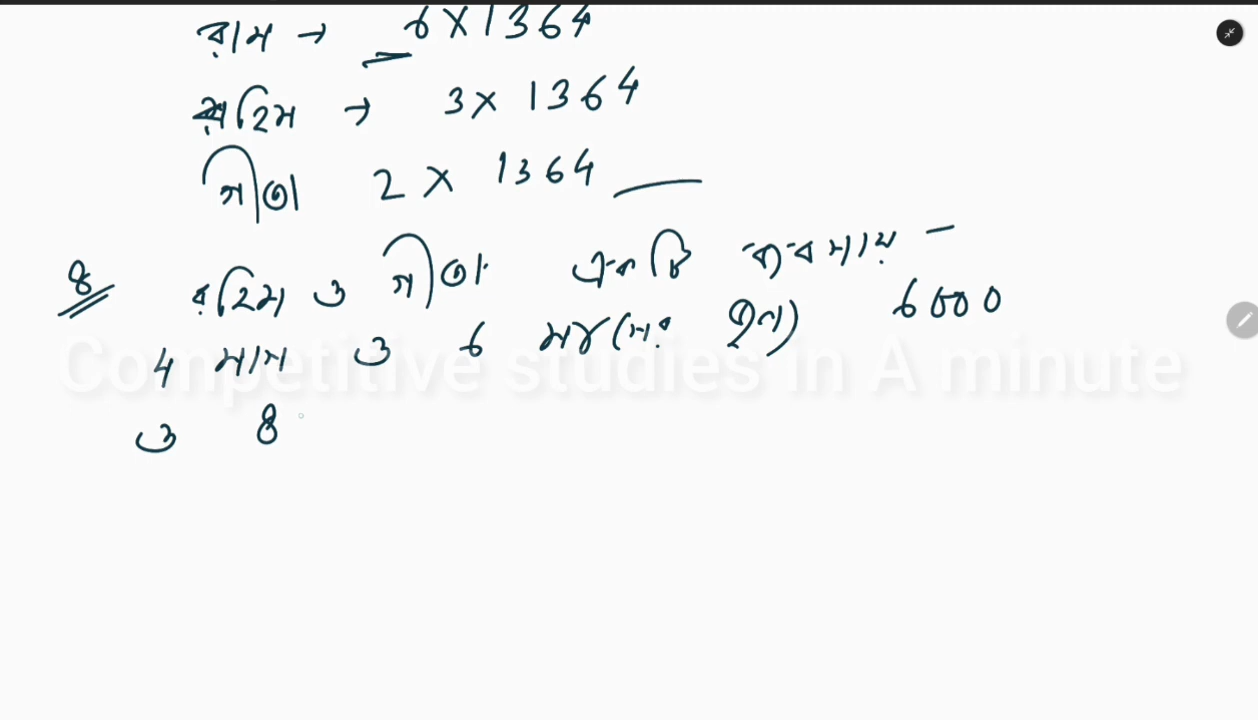 রাম → 6 × 1364
রহিম → 3 × 1364
গীতা 2 × 1364
8 রহিম ও গীতা একটি ব্যবসায় –
4 মাস ও 6 মাসের জন্য 6000
ও 8
Competitive studies in A minute